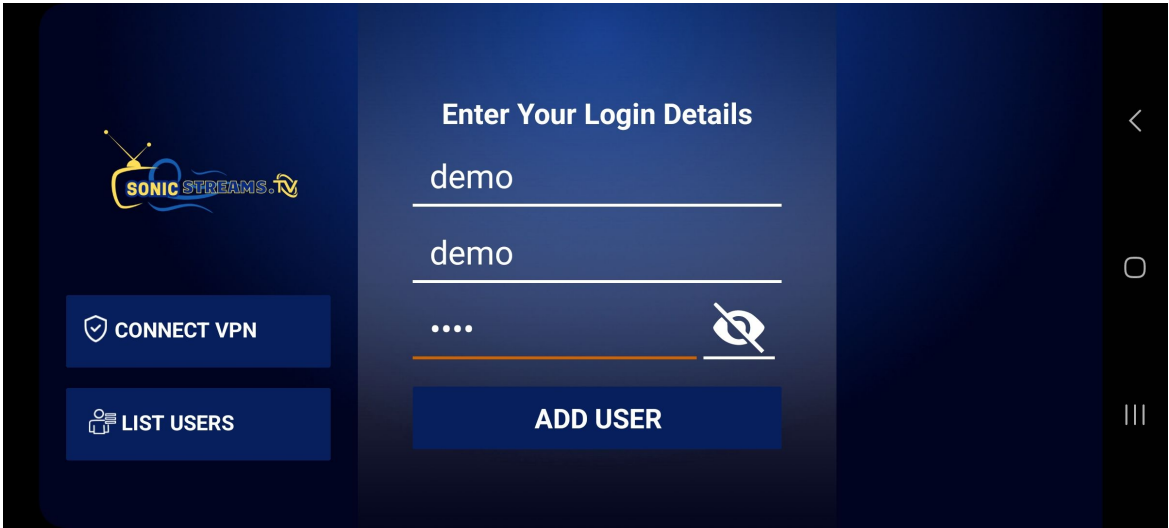 Enter Your Login Details
SONIC STREAMS.TV
demo
demo
••••
CONNECT VPN
LIST USERS
ADD USER